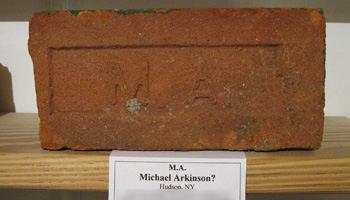 M. A.
M.A.
Michael Arkinson?
Hudson, NY